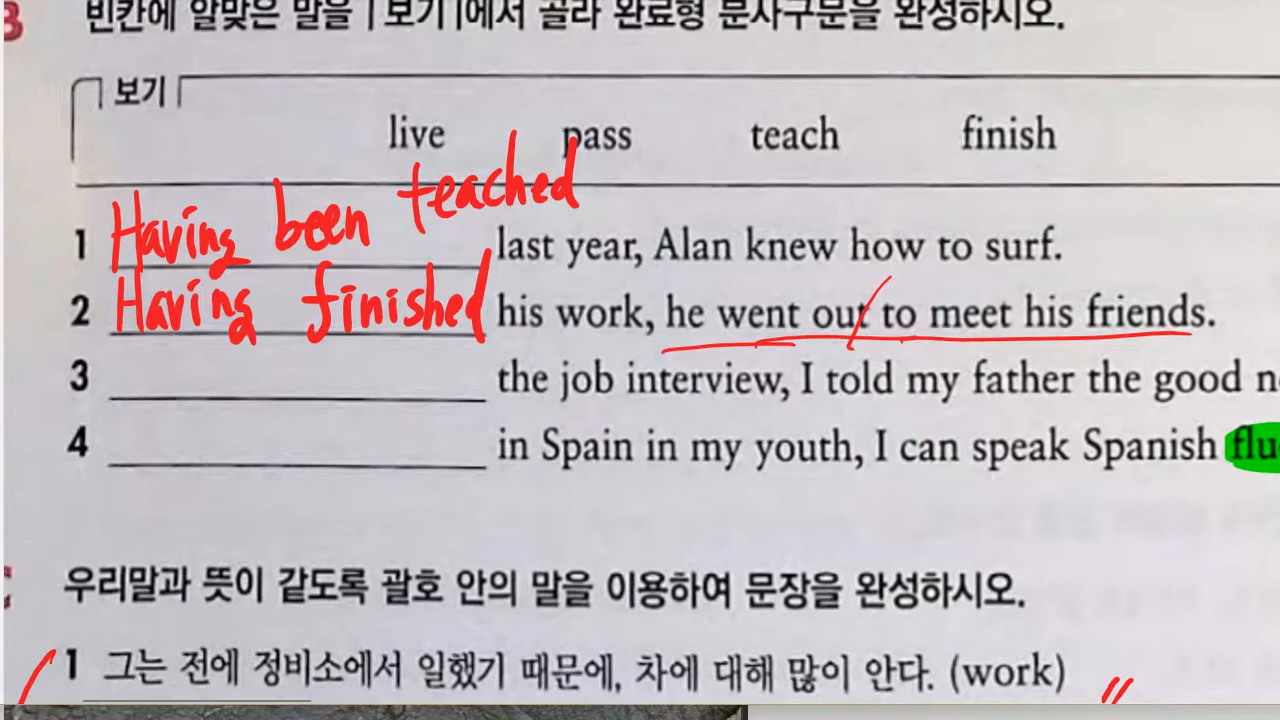 B 빈칸에 알맞은 말을 |보기|에서 골라 완료형 분사구문을 완성하시오.
보기
live pass teach finish
Having been teached
1 last year, Alan knew how to surf.
2 Having finished his work, he went out to meet his friends.
3 the job interview, I told my father the good n
4 in Spain in my youth, I can speak Spanish flu
C 우리말과 뜻이 같도록 괄호 안의 말을 이용하여 문장을 완성하시오.
1 그는 전에 정비소에서 일했기 때문에, 차에 대해 많이 안다. (work)